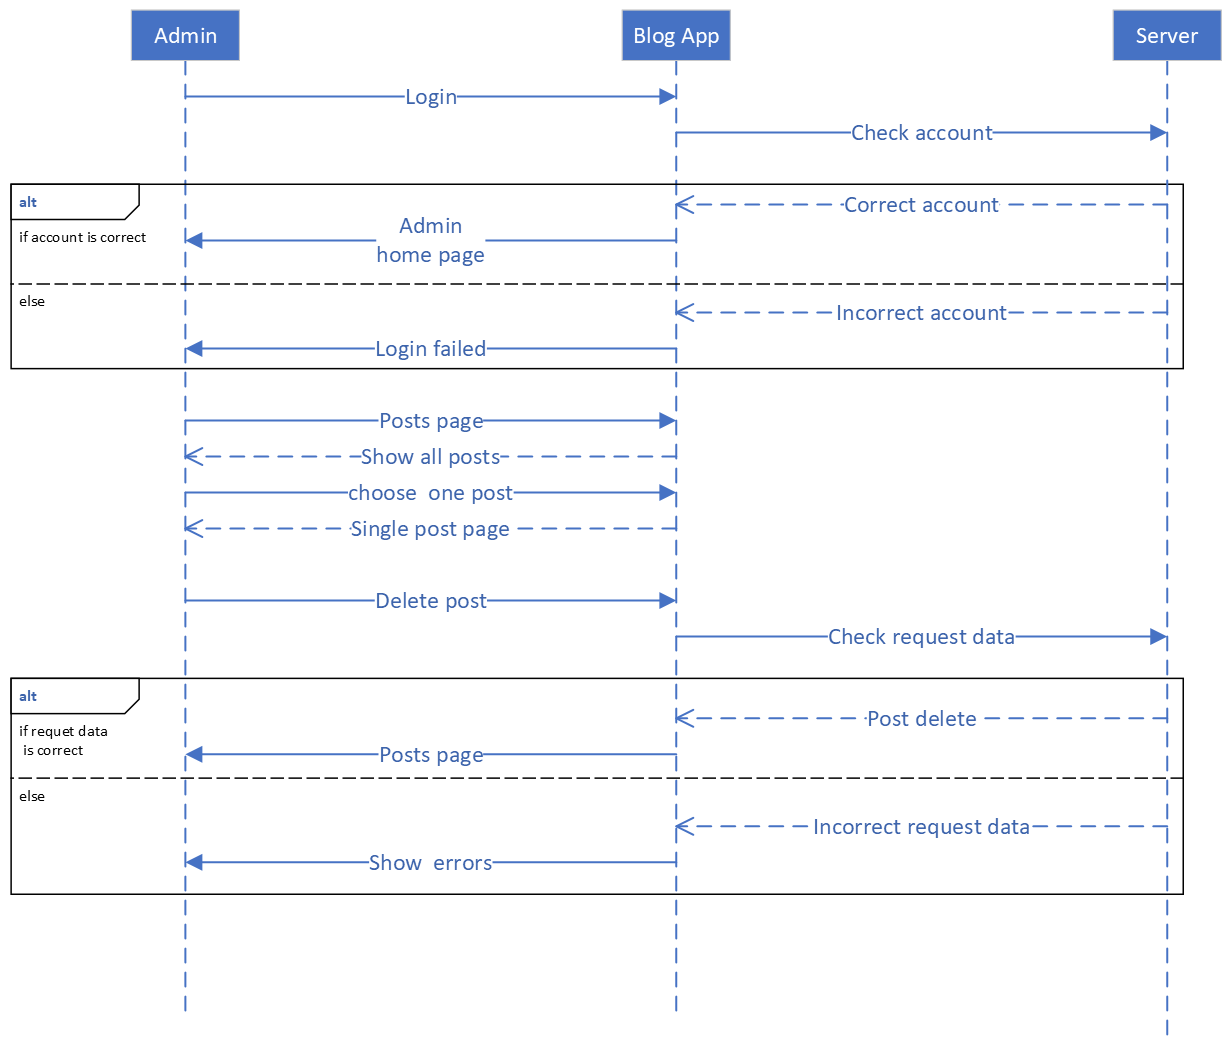 Admin
Blog App
Server
Login
Check account
alt
Correct account
if account is correct
Admin
home page
else
Incorrect account
Login failed
Posts page
Show all posts
choose  one post
Single post page
Delete post
Check request data
alt
Post delete
if requet data
is correct
Posts page
else
Incorrect request data
Show  errors